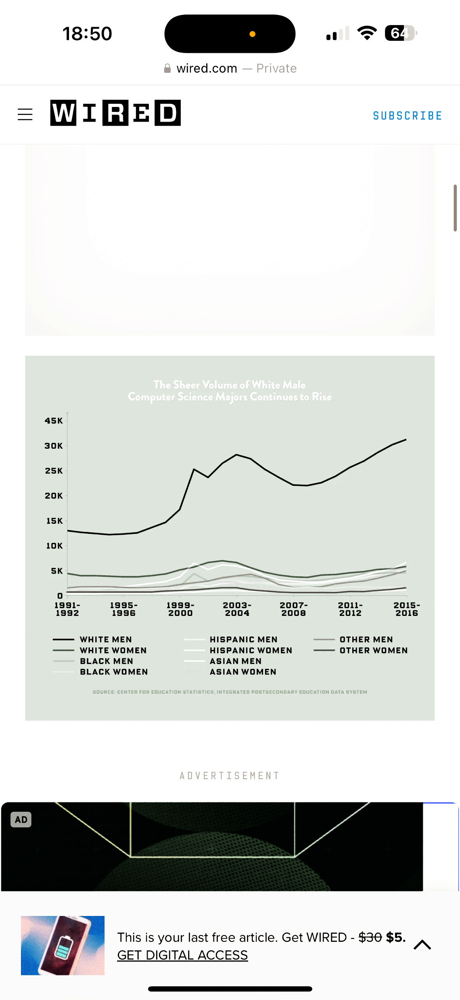 18:50
64
wired.com — Private
WIRED
SUBSCRIBE
The Sheer Volume of White Male
Computer Science Majors Continues to Rise
45K
30K
25K
20K
15K
10K
5K
0
1991-
1992
1995-
1996
1999-
2000
2003-
2004
2007-
2008
2011-
2012
2015-
2016
WHITE MEN
WHITE WOMEN
BLACK MEN
BLACK WOMEN
HISPANIC MEN
HISPANIC WOMEN
ASIAN MEN
ASIAN WOMEN
OTHER MEN
OTHER WOMEN
SOURCE: CENTER FOR EDUCATION STATISTICS, INTEGRATED POSTSECONDARY EDUCATION DATA SYSTEM
ADVERTISEMENT
AD
This is your last free article. Get WIRED - $30 $5.
GET DIGITAL ACCESS